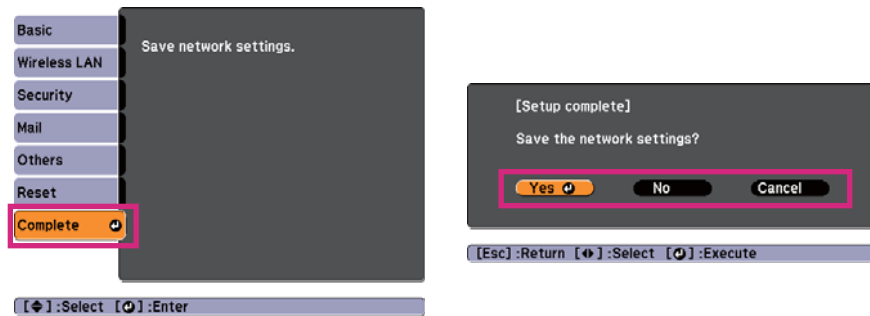 Basic
Save network settings.
Wireless LAN
Security
Mail
Others
Reset
Complete
[ ]:Select [ ]:Enter
[Setup complete]
Save the network settings?
Yes No Cancel
[Esc]:Return [ ]:Select [ ]:Execute